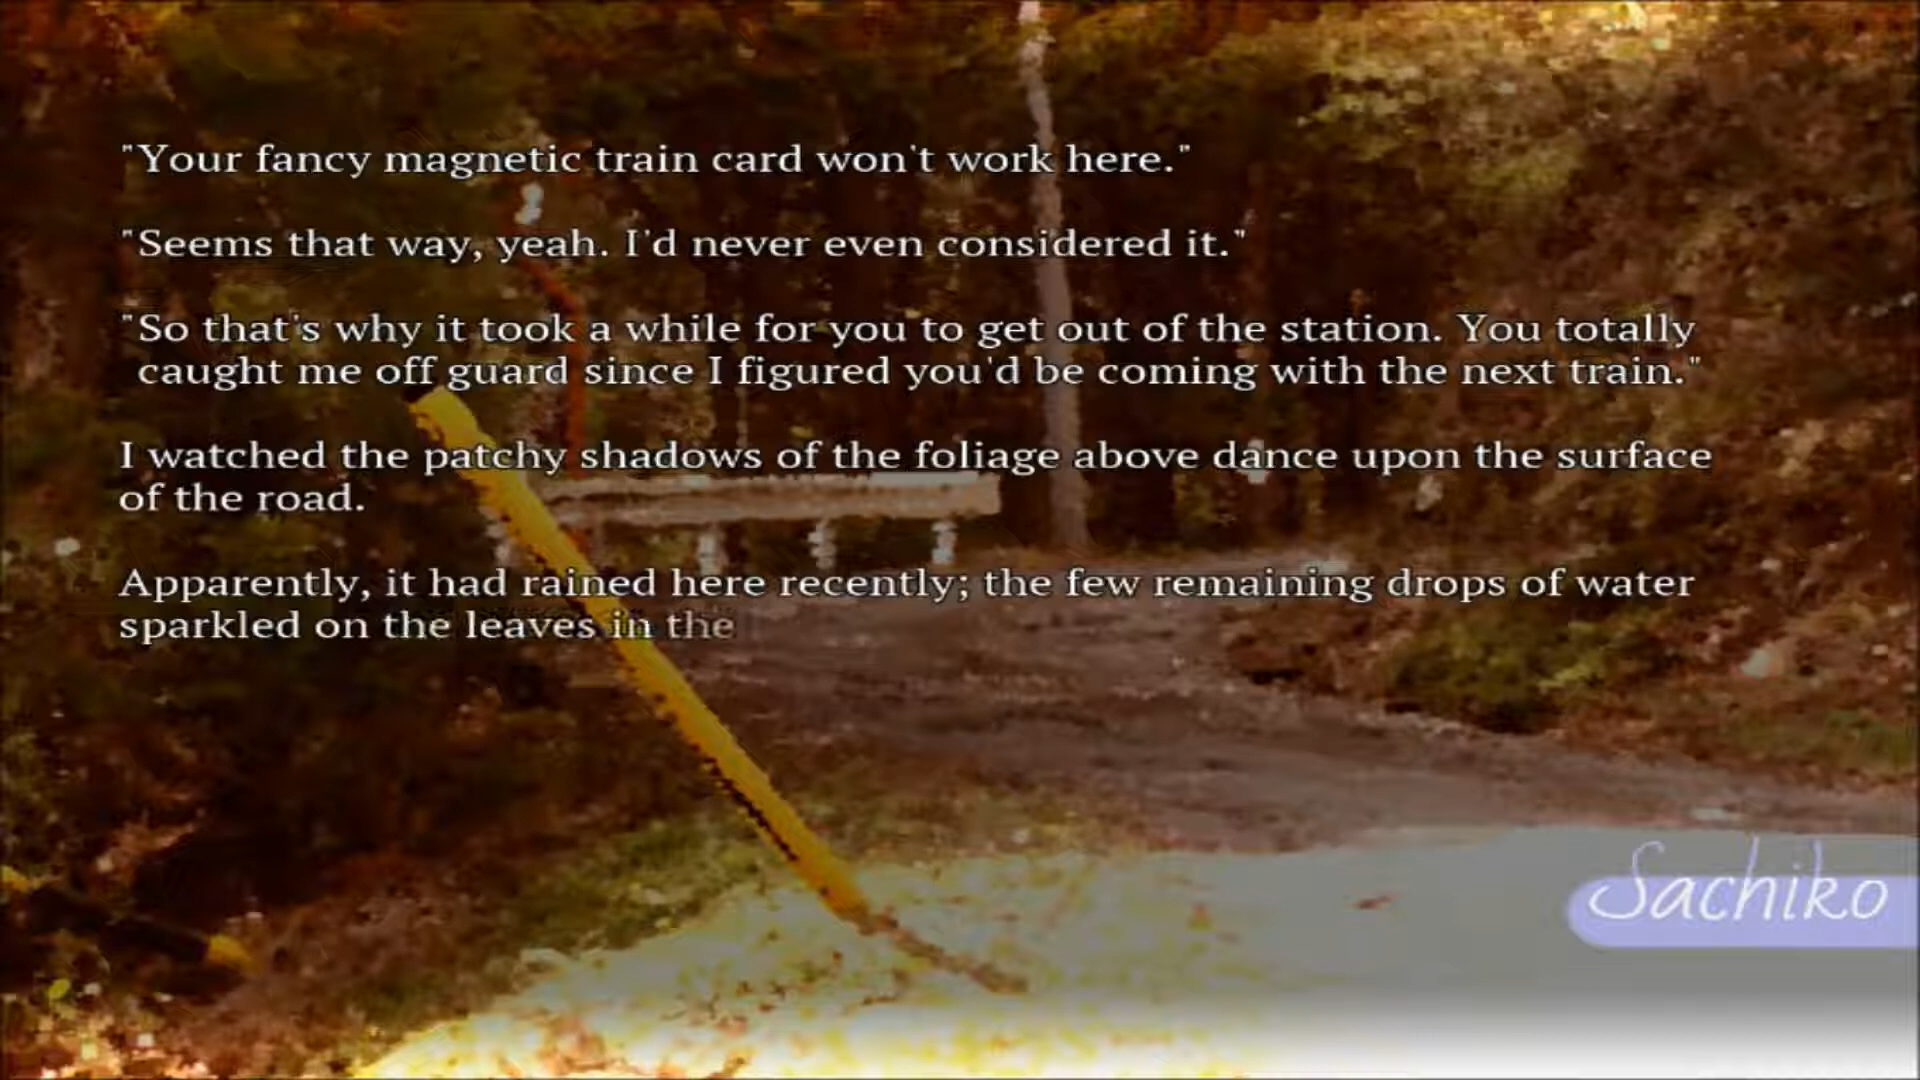 "Your fancy magnetic train card won't work here."
"Seems that way, yeah. I'd never even considered it."
"So that's why it took a while for you to get out of the station. You totally
caught me off guard since I figured you'd be coming with the next train."
I watched the patchy shadows of the foliage above dance upon the surface
of the road.
Apparently, it had rained here recently; the few remaining drops of water
sparkled on the leaves in the
Sachiko